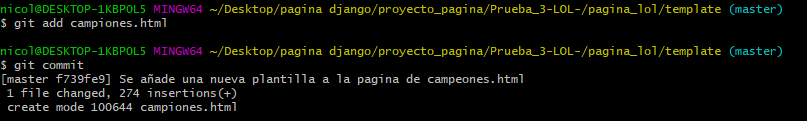 nicol@DESKTOP-1KBPOL5 MINGW64 ~/Desktop/pagina django/proyecto_pagina/Prueba_3-LOL-/pagina_lol/template (master)
$ git add campiones.html
nicol@DESKTOP-1KBPOL5 MINGW64 ~/Desktop/pagina django/proyecto_pagina/Prueba_3-LOL-/pagina_lol/template (master)
$ git commit
[master f739fe9] Se añade una nueva plantilla a la pagina de campeones.html
1 file changed, 274 insertions(+)
create mode 100644 campiones.html